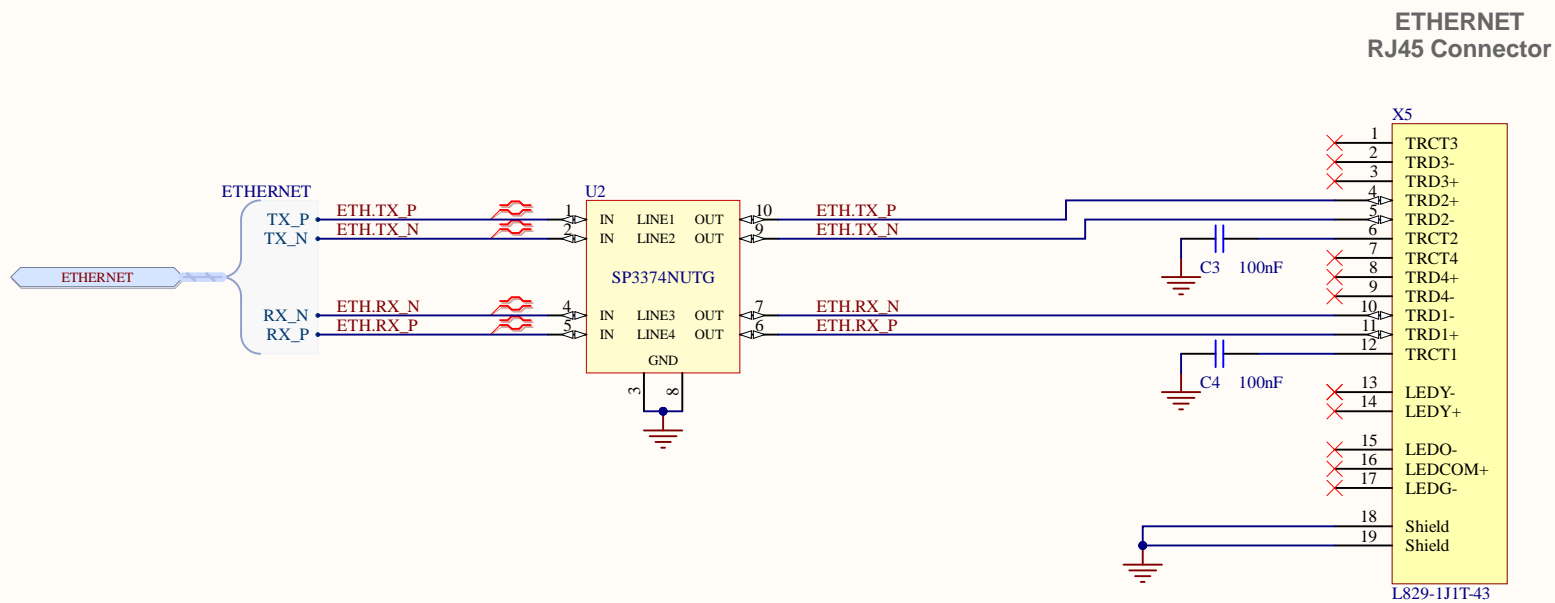 ETHERNET
RJ45 Connector
X5
1 TRCT3
2 TRD3-
3 TRD3+
4 TRD2+
5 TRD2-
6 TRCT2
7 TRCT4
8 TRD4+
9 TRD4-
10 TRD1-
11 TRD1+
12 TRCT1
13 LEDY-
14 LEDY+
15 LEDO-
16 LEDCOM+
17 LEDG-
18 Shield
19 Shield
L829-1J1T-43
ETHERNET
ETHERNET
TX_P ETH.TX_P
TX_N ETH.TX_N
RX_N ETH.RX_N
RX_P ETH.RX_P
U2
1 IN LINE1 OUT 10 ETH.TX_P
2 IN LINE2 OUT 9 ETH.TX_N
SP3374NUTG
4 IN LINE3 OUT 7 ETH.RX_N
5 IN LINE4 OUT 6 ETH.RX_P
GND
3 8
C3 100nF
C4 100nF